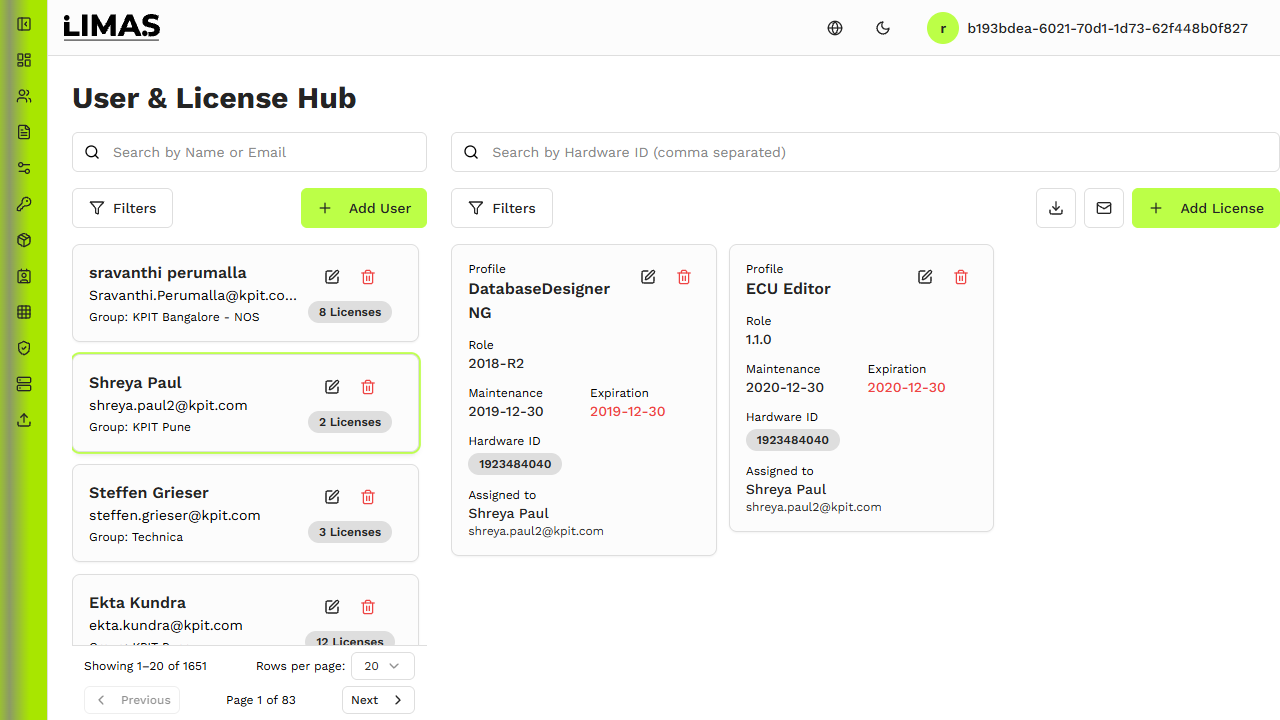 LIMAS
r
b193bdea-6021-70d1-1d73-62f448b0f827
User & License Hub
Search by Name or Email
Filters
Add User
sravanthi perumalla
Sravanthi.Perumalla@kpit.co...
Group: KPIT Bangalore - NOS
8 Licenses
Shreya Paul
shreya.paul2@kpit.com
Group: KPIT Pune
2 Licenses
Steffen Grieser
steffen.grieser@kpit.com
Group: Technica
3 Licenses
Ekta Kundra
ekta.kundra@kpit.com
12 Licenses
Showing 1–20 of 1651
Rows per page:
20
Previous
Page 1 of 83
Next
Search by Hardware ID (comma separated)
Filters
Add License
Profile
DatabaseDesigner
NG
Role
2018-R2
Maintenance
2019-12-30
Expiration
2019-12-30
Hardware ID
1923484040
Assigned to
Shreya Paul
shreya.paul2@kpit.com
Profile
ECU Editor
Role
1.1.0
Maintenance
2020-12-30
Expiration
2020-12-30
Hardware ID
1923484040
Assigned to
Shreya Paul
shreya.paul2@kpit.com